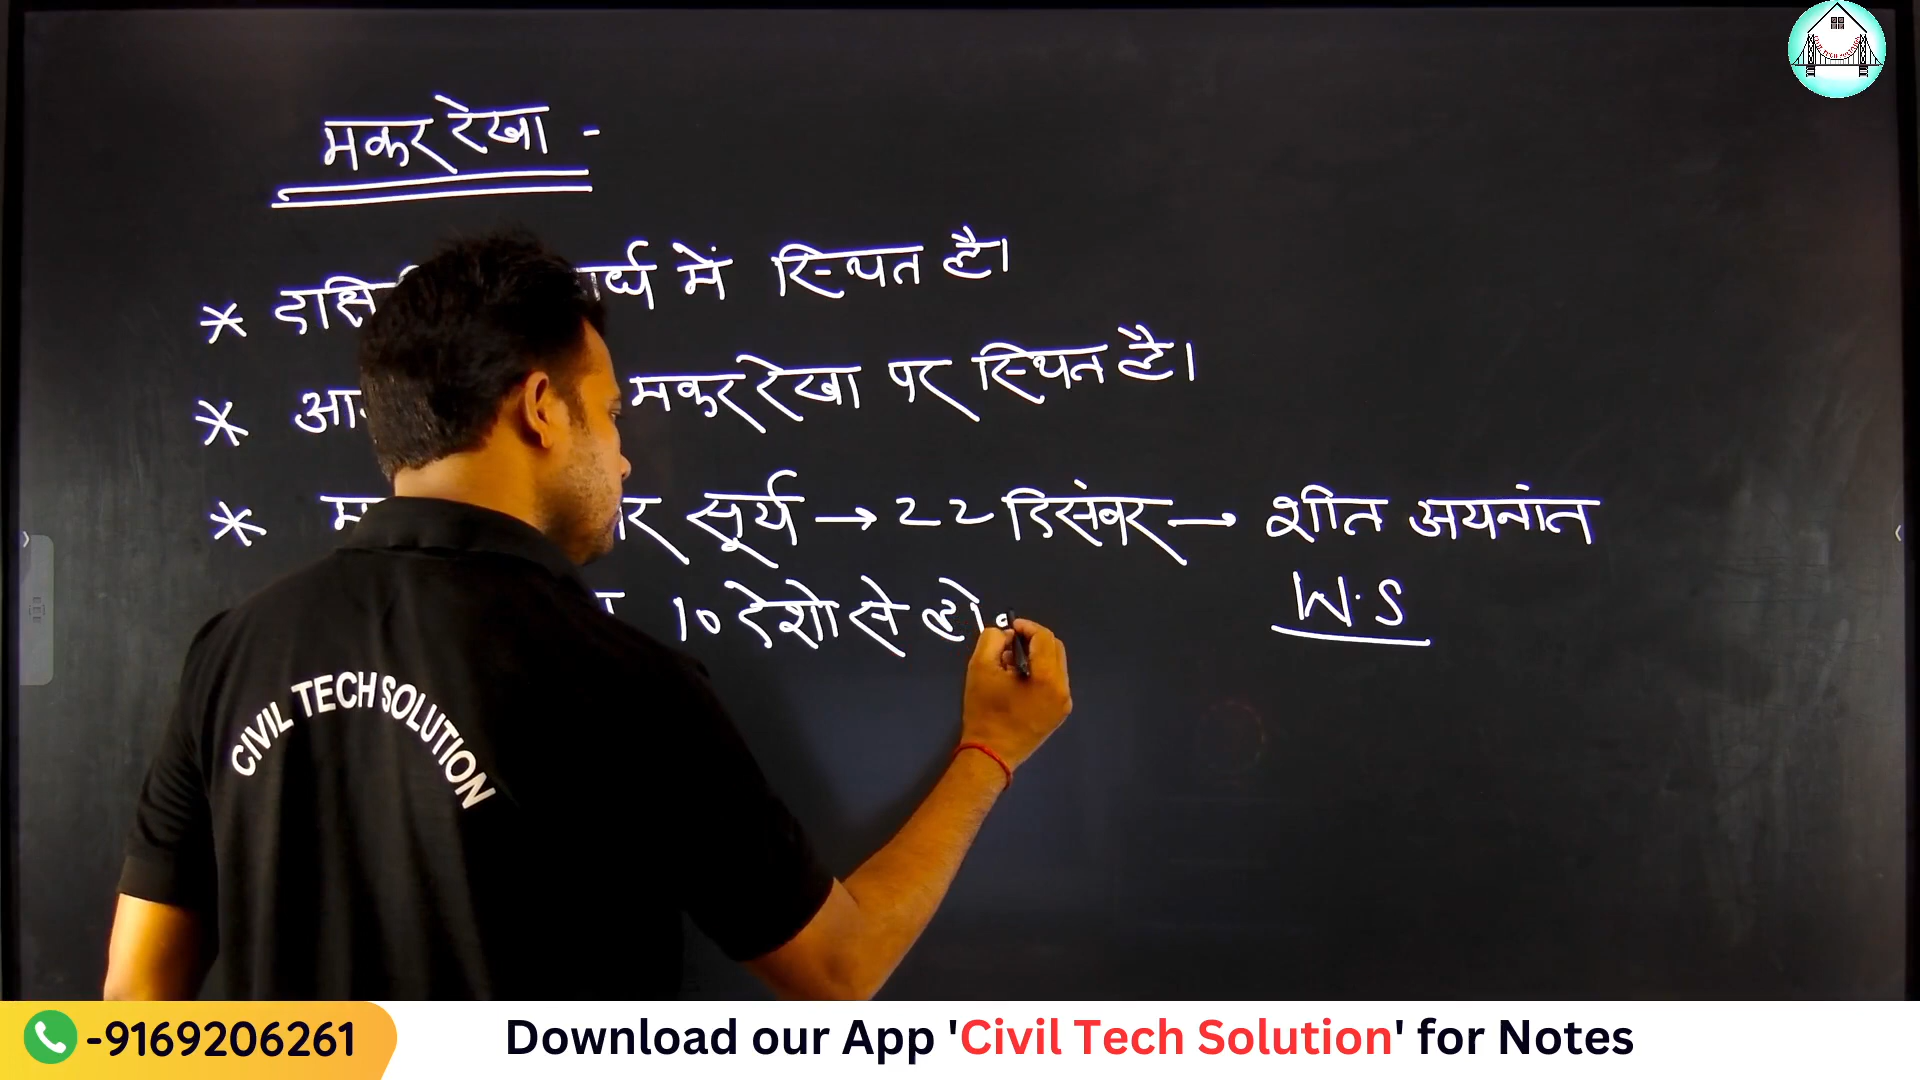 मकर रेखा -
* में स्थित है।
* मकर रेखा पर स्थित है।
* सूर्य → 22 दिसंबर → शीत अयनांत
W.S
10 देशो से
CIVIL TECH SOLUTION
-9169206261
Download our App 'Civil Tech Solution' for Notes